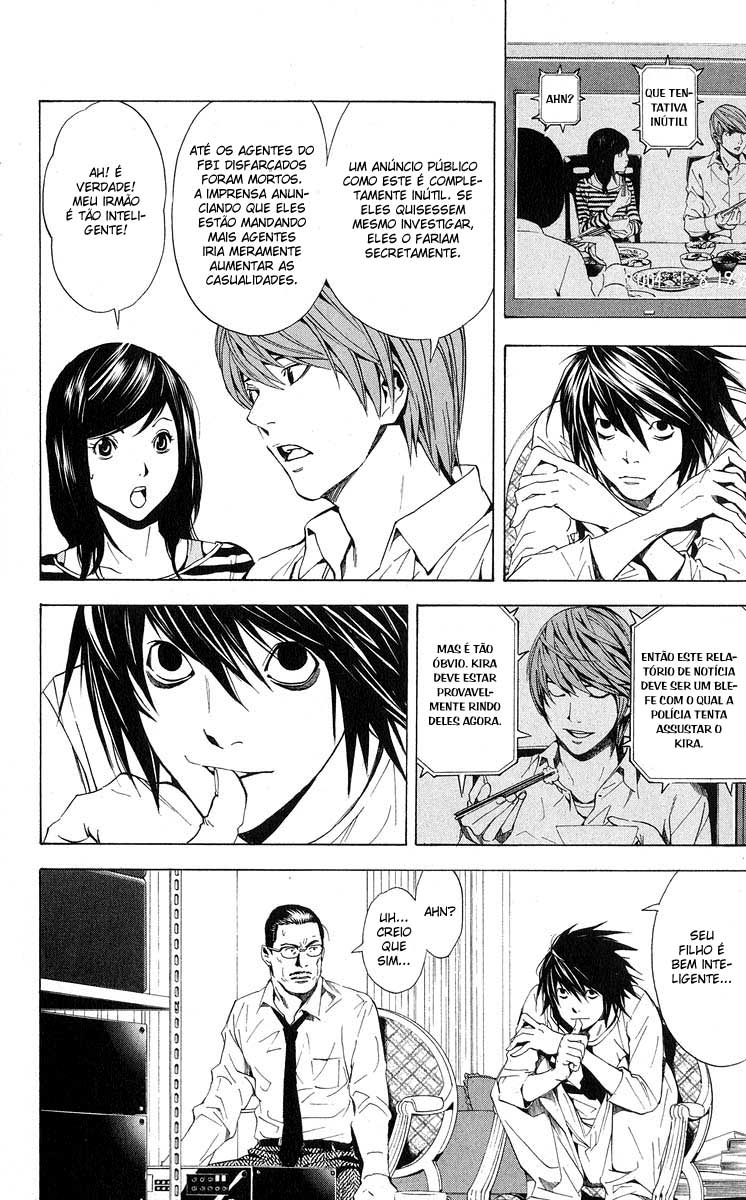 QUE TEN-
TATIVA
INÚTIL!
AHN?
UM ANÚNCIO PÚBLICO
COMO ESTE É COMPLE-
TAMENTE INÚTIL. SE
ELES QUISESSEM
MESMO INVESTIGAR,
ELES O FARIAM
SECRETAMENTE.
ATÉ OS AGENTES DO
FBI DISFARÇADOS
FORAM MORTOS.
A IMPRENSA ANUN-
CIANDO QUE ELES
ESTÃO MANDANDO
MAIS AGENTES
IRIA MERAMENTE
AUMENTAR AS
CASUALIDADES.
AH! É
VERDADE!
MEU IRMÃO
É TÃO INTELI-
GENTE!
ENTÃO ESTE RELA-
TÓRIO DE NOTÍCIA
DEVE SER UM BLE-
FE COM O QUAL A
POLÍCIA TENTA
ASSUSTAR O
KIRA.
MAS É TÃO
ÓBVIO. KIRA
DEVE ESTAR
PROVAVEL-
MENTE RINDO
DELES AGORA.
SEU
FILHO É
BEM INTE-
LIGENTE...
AHN?
UH...
CREIO
QUE
SIM...